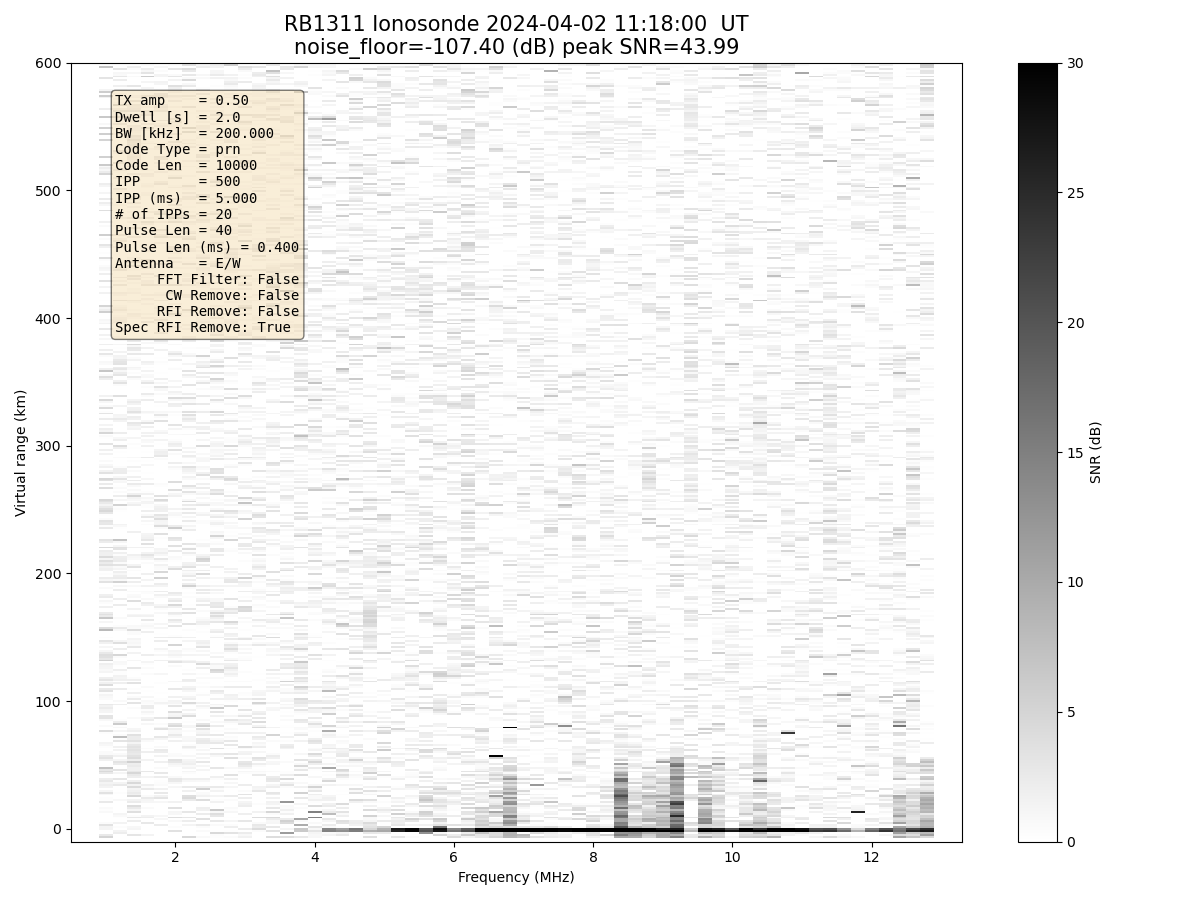 RB1311 Ionosonde 2024-04-02 11:18:00  UT
noise_floor=-107.40 (dB) peak SNR=43.99
600
500
400
300
200
100
0
Virtual range (km)
TX amp    = 0.50
Dwell [s] = 2.0
BW [kHz]  = 200.000
Code Type = prn
Code Len  = 10000
IPP       = 500
IPP (ms)  = 5.000
# of IPPs = 20
Pulse Len = 40
Pulse Len (ms) = 0.400
Antenna   = E/W
FFT Filter: False
CW Remove: False
RFI Remove: False
Spec RFI Remove: True
2 4 6 8 10 12
Frequency (MHz)
30
25
20
15
10
5
0
SNR (dB)